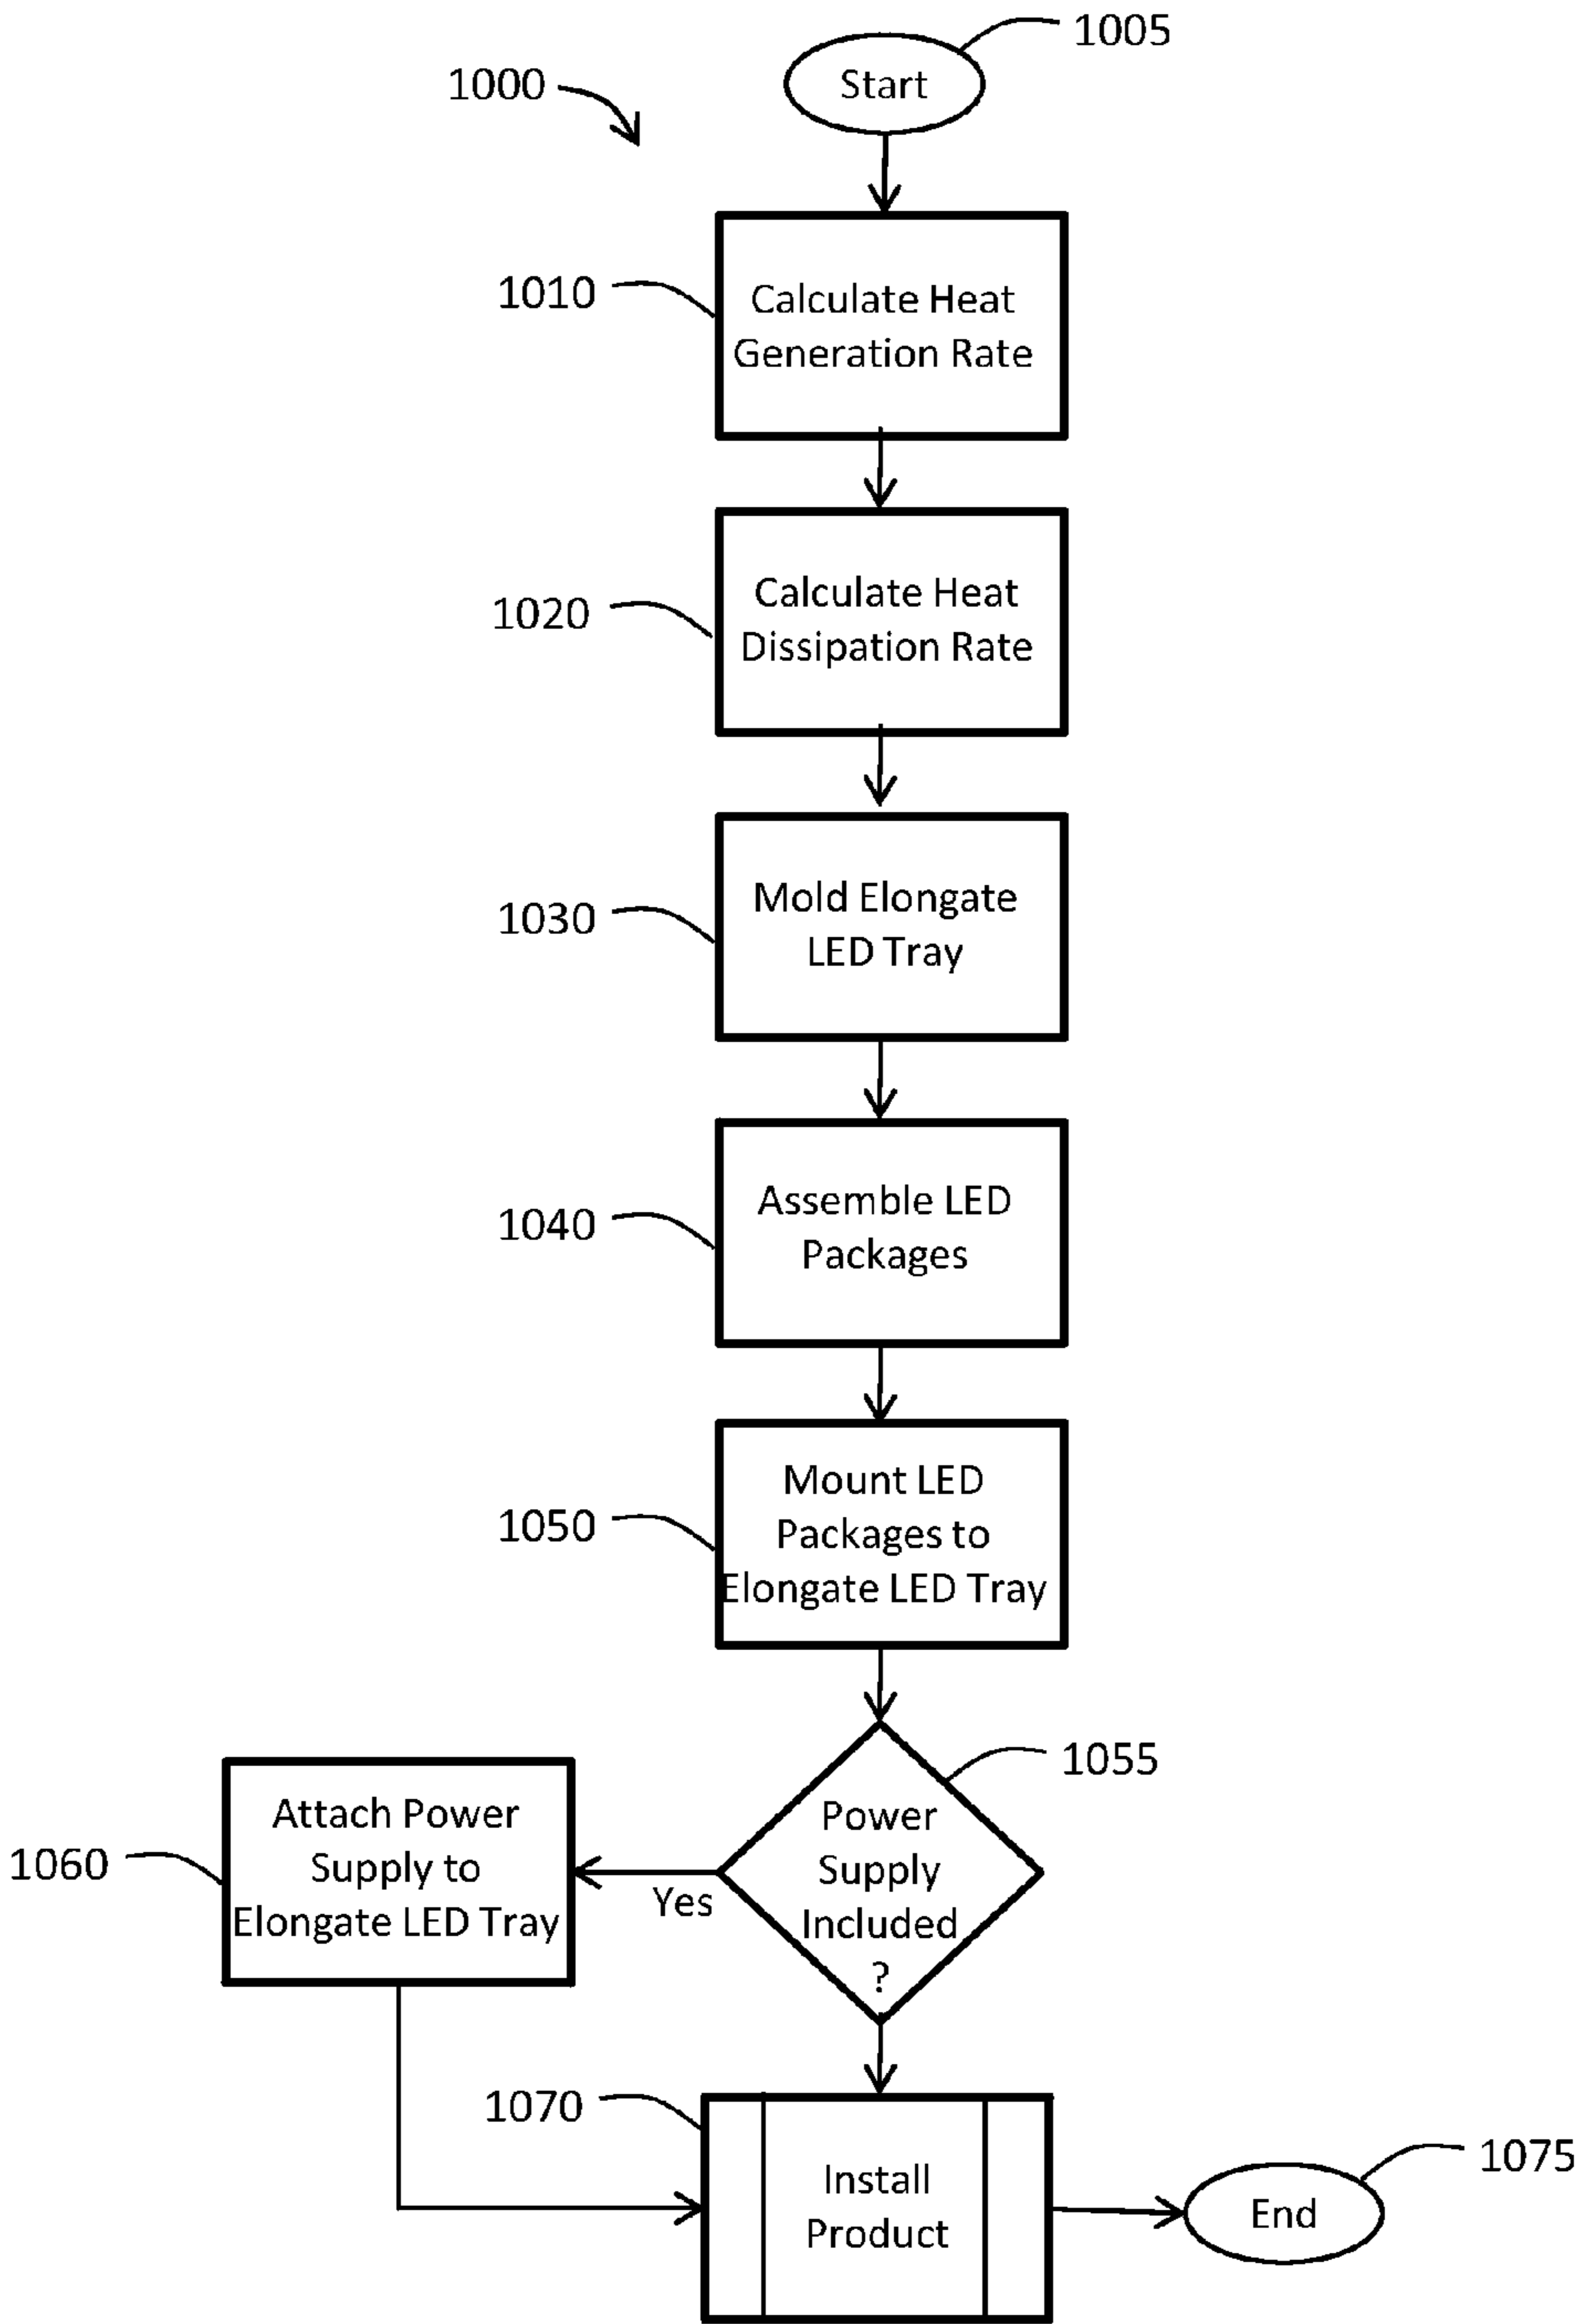 1005
Start
1000
1010
Calculate Heat
Generation Rate
1020
Calculate Heat
Dissipation Rate
1030
Mold Elongate
LED Tray
1040
Assemble LED
Packages
1050
Mount LED
Packages to
Elongate LED Tray
1055
Power
Supply
Included
?
Yes
1060
Attach Power
Supply to
Elongate LED Tray
1070
Install
Product
1075
End